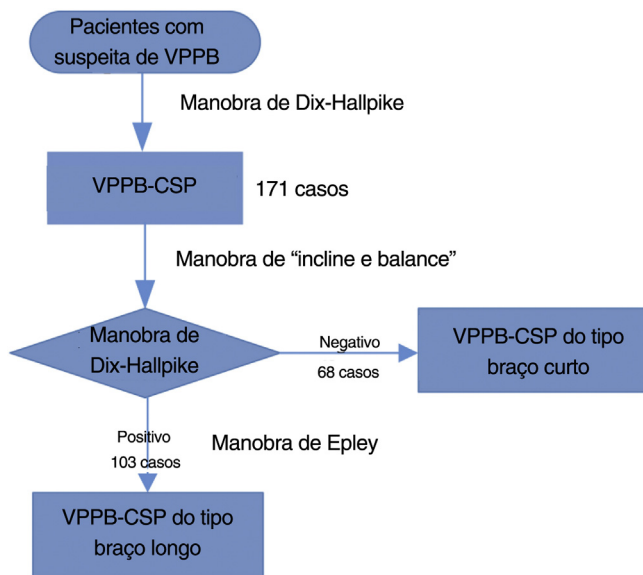 Pacientes com
suspeita de VPPB
Manobra de Dix-Hallpike
VPPB-CSP
171 casos
Manobra de “incline e balance”
Manobra de
Dix-Hallpike
Negativo
68 casos
VPPB-CSP do tipo
braço curto
Positivo
103 casos
Manobra de Epley
VPPB-CSP do tipo
braço longo